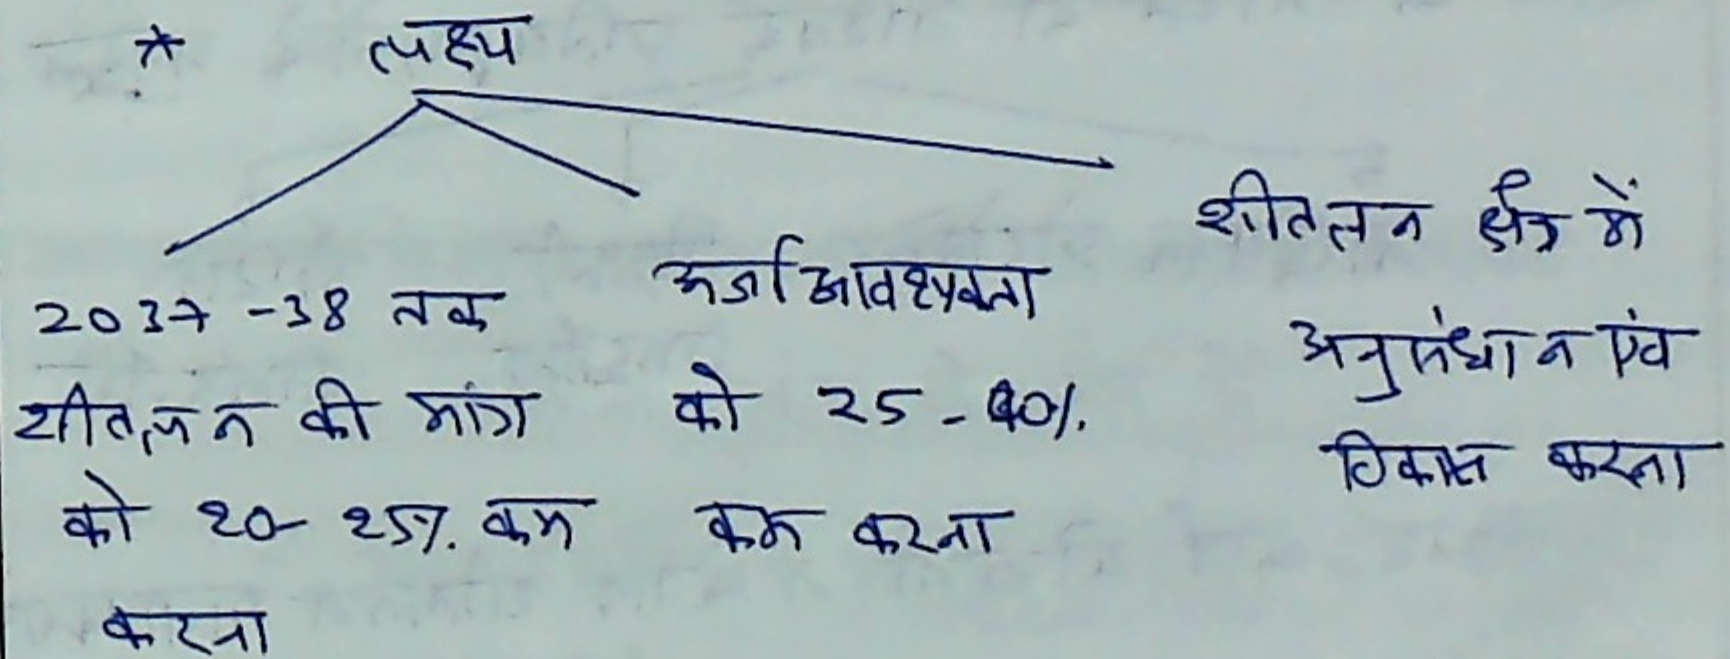 * लक्ष्य
2037-38 तक
शीतलन की मांग
को 20-25% कम
करना
ऊर्जा आवश्यकता
को 25-40%
कम करना
शीतलन क्षेत्र में
अनुसंधान एवं
विकास करना